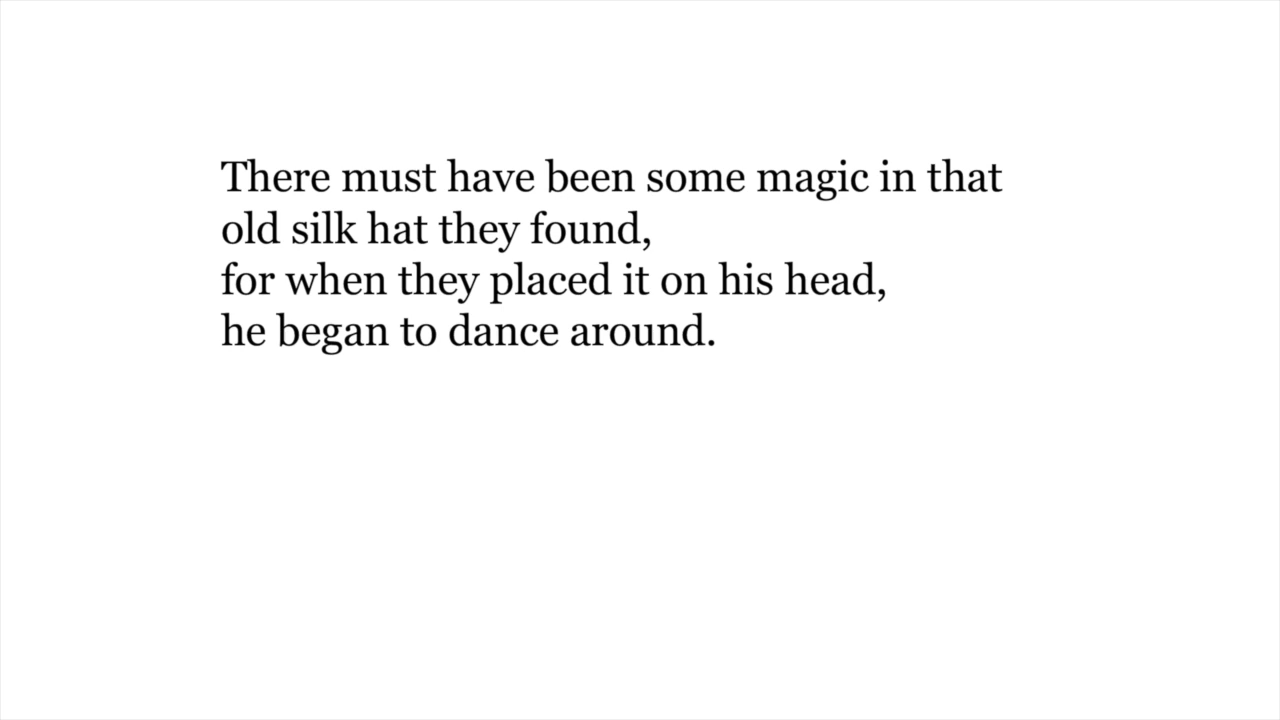 There must have been some magic in that
old silk hat they found,
for when they placed it on his head,
he began to dance around.